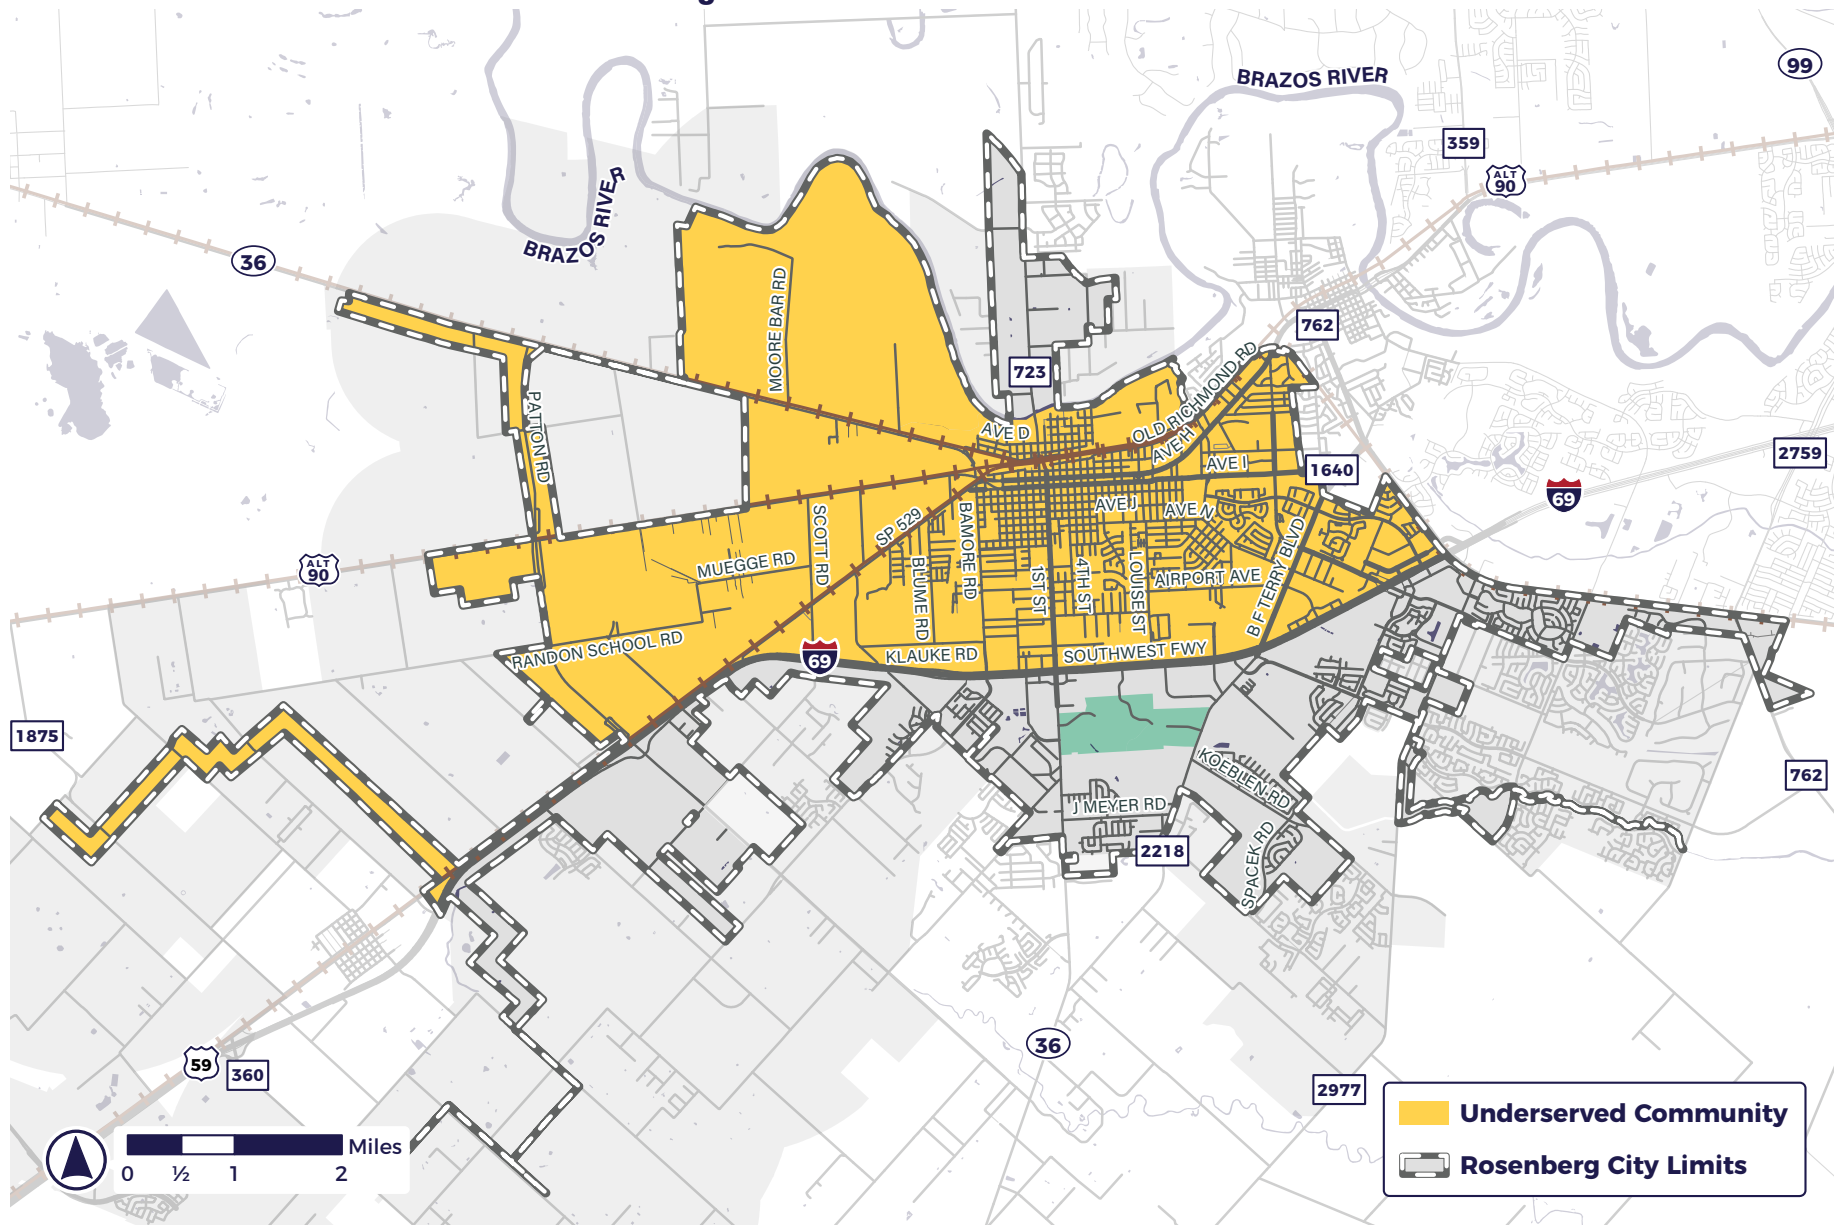 BRAZOS RIVER
99
359
ALT
90
BRAZOS RIVER
36
MOORE BAR RD
762
723
OLD RICHMOND RD
PATTON RD
AVE D
AVE H
AVE I
1640
2759
69
AVE J
AVE N
SCOTT RD
SP 529
BAMORE RD
B F TERRY BLVD
ALT
90
MUEGGE RD
BLUME RD
1ST ST
4TH ST
LOUISE ST
AIRPORT AVE
RANDON SCHOOL RD
69
KLAUKE RD
SOUTHWEST FWY
1875
762
KOEBLEN RD
J MEYER RD
2218
SPACEK RD
36
59
360
2977
Underserved Community
Rosenberg City Limits
Miles
0 ½ 1 2